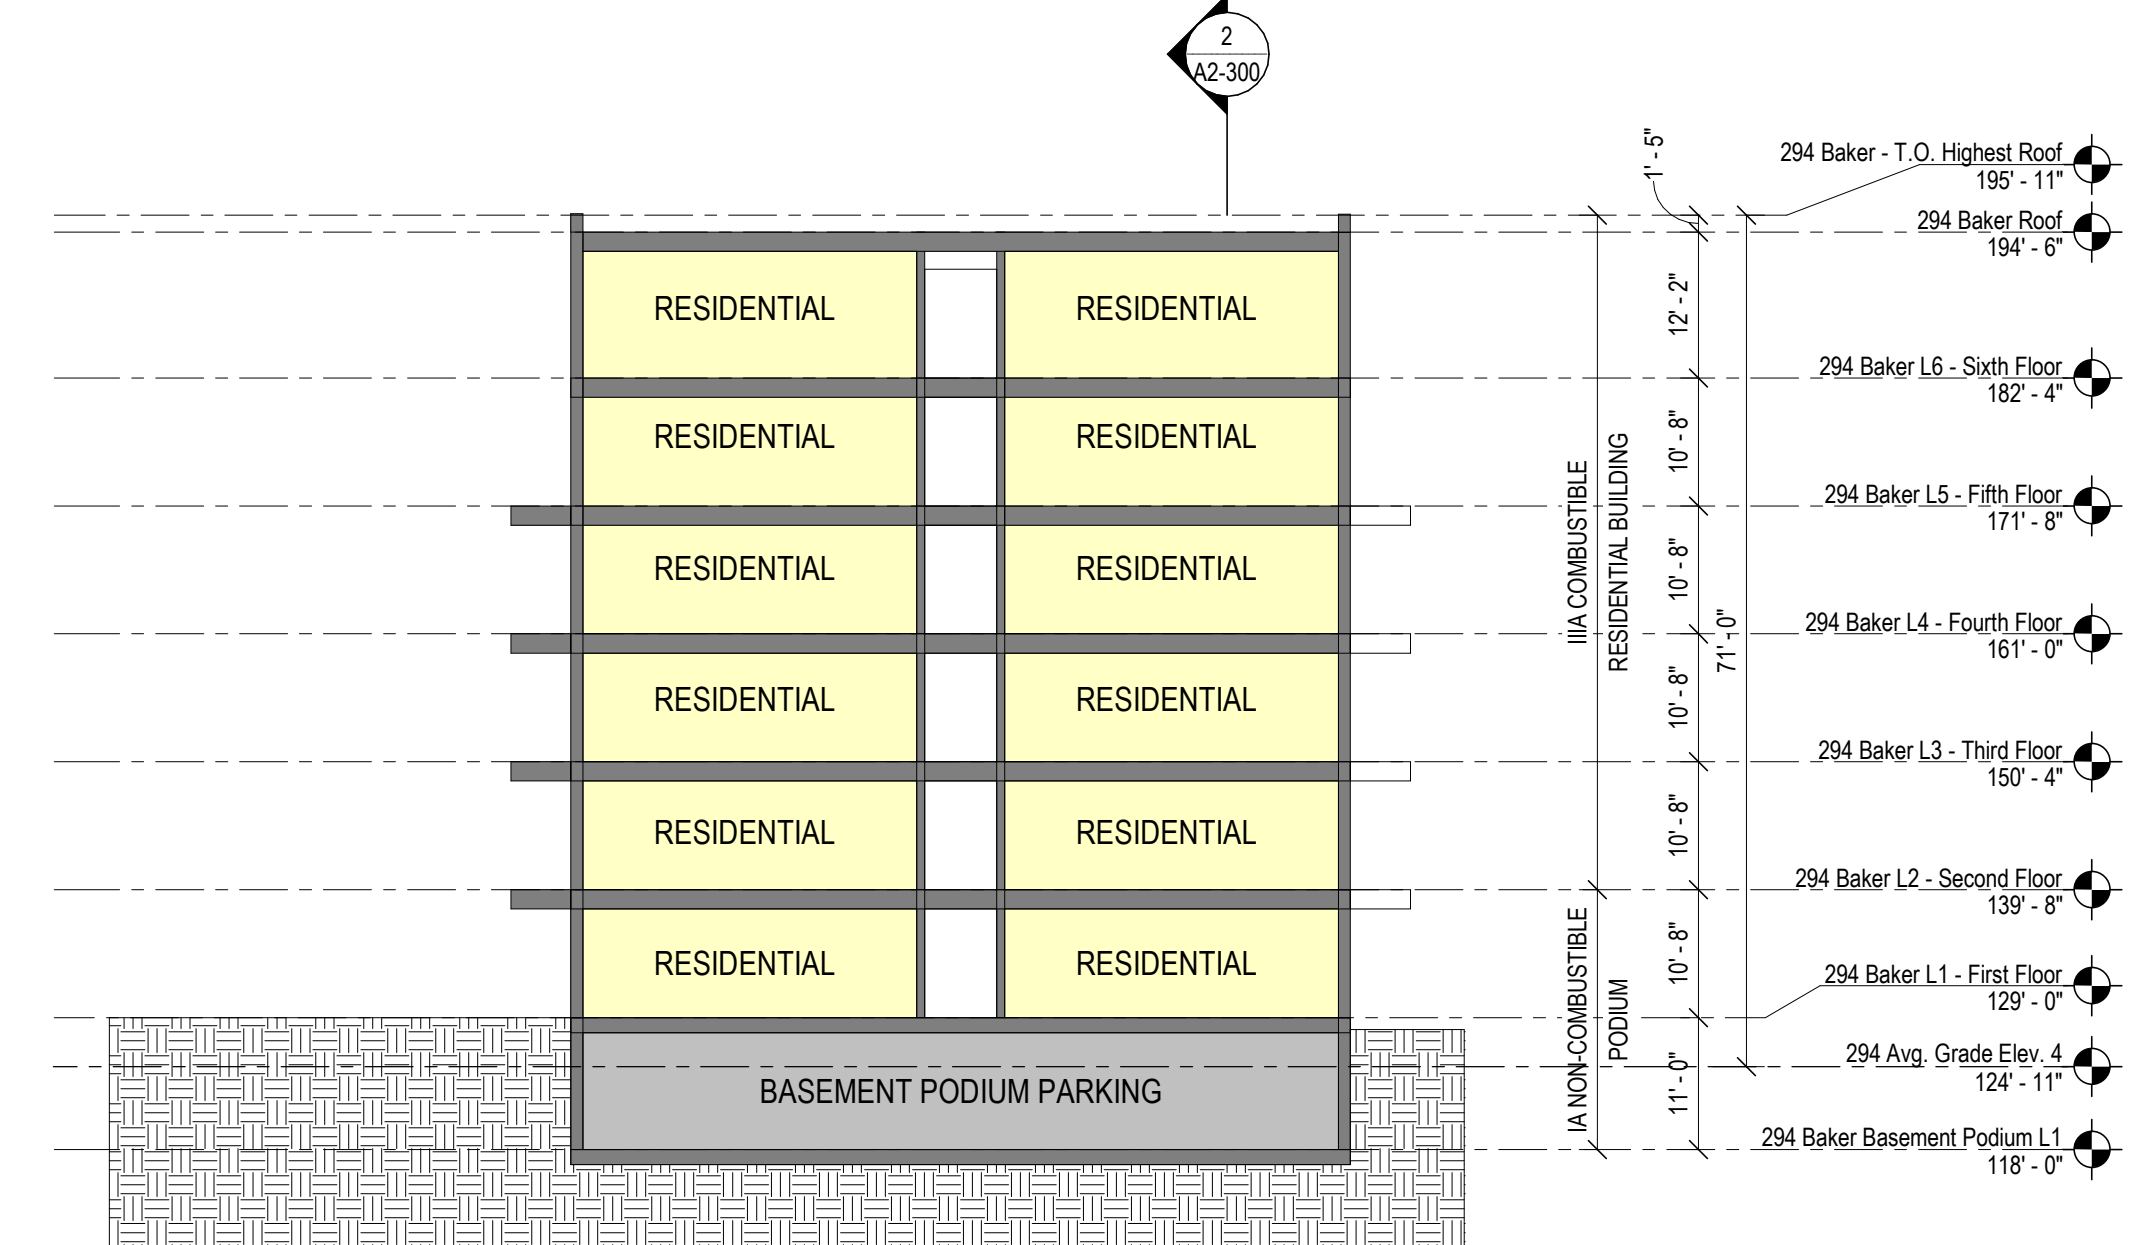 2
A2-300
1' - 5"
294 Baker - T.O. Highest Roof
195' - 11"
294 Baker Roof
194' - 6"
RESIDENTIAL RESIDENTIAL
12' - 2"
294 Baker L6 - Sixth Floor
182' - 4"
RESIDENTIAL RESIDENTIAL
10' - 8"
294 Baker L5 - Fifth Floor
171' - 8"
RESIDENTIAL RESIDENTIAL
IIIA COMBUSTIBLE
RESIDENTIAL BUILDING
10' - 8"
71' - 0"
294 Baker L4 - Fourth Floor
161' - 0"
RESIDENTIAL RESIDENTIAL
10' - 8"
294 Baker L3 - Third Floor
150' - 4"
RESIDENTIAL RESIDENTIAL
10' - 8"
294 Baker L2 - Second Floor
139' - 8"
RESIDENTIAL RESIDENTIAL
IA NON-COMBUSTIBLE
PODIUM
10' - 8"
294 Baker L1 - First Floor
129' - 0"
294 Avg. Grade Elev. 4
124' - 11"
BASEMENT PODIUM PARKING
11' - 0"
294 Baker Basement Podium L1
118' - 0"